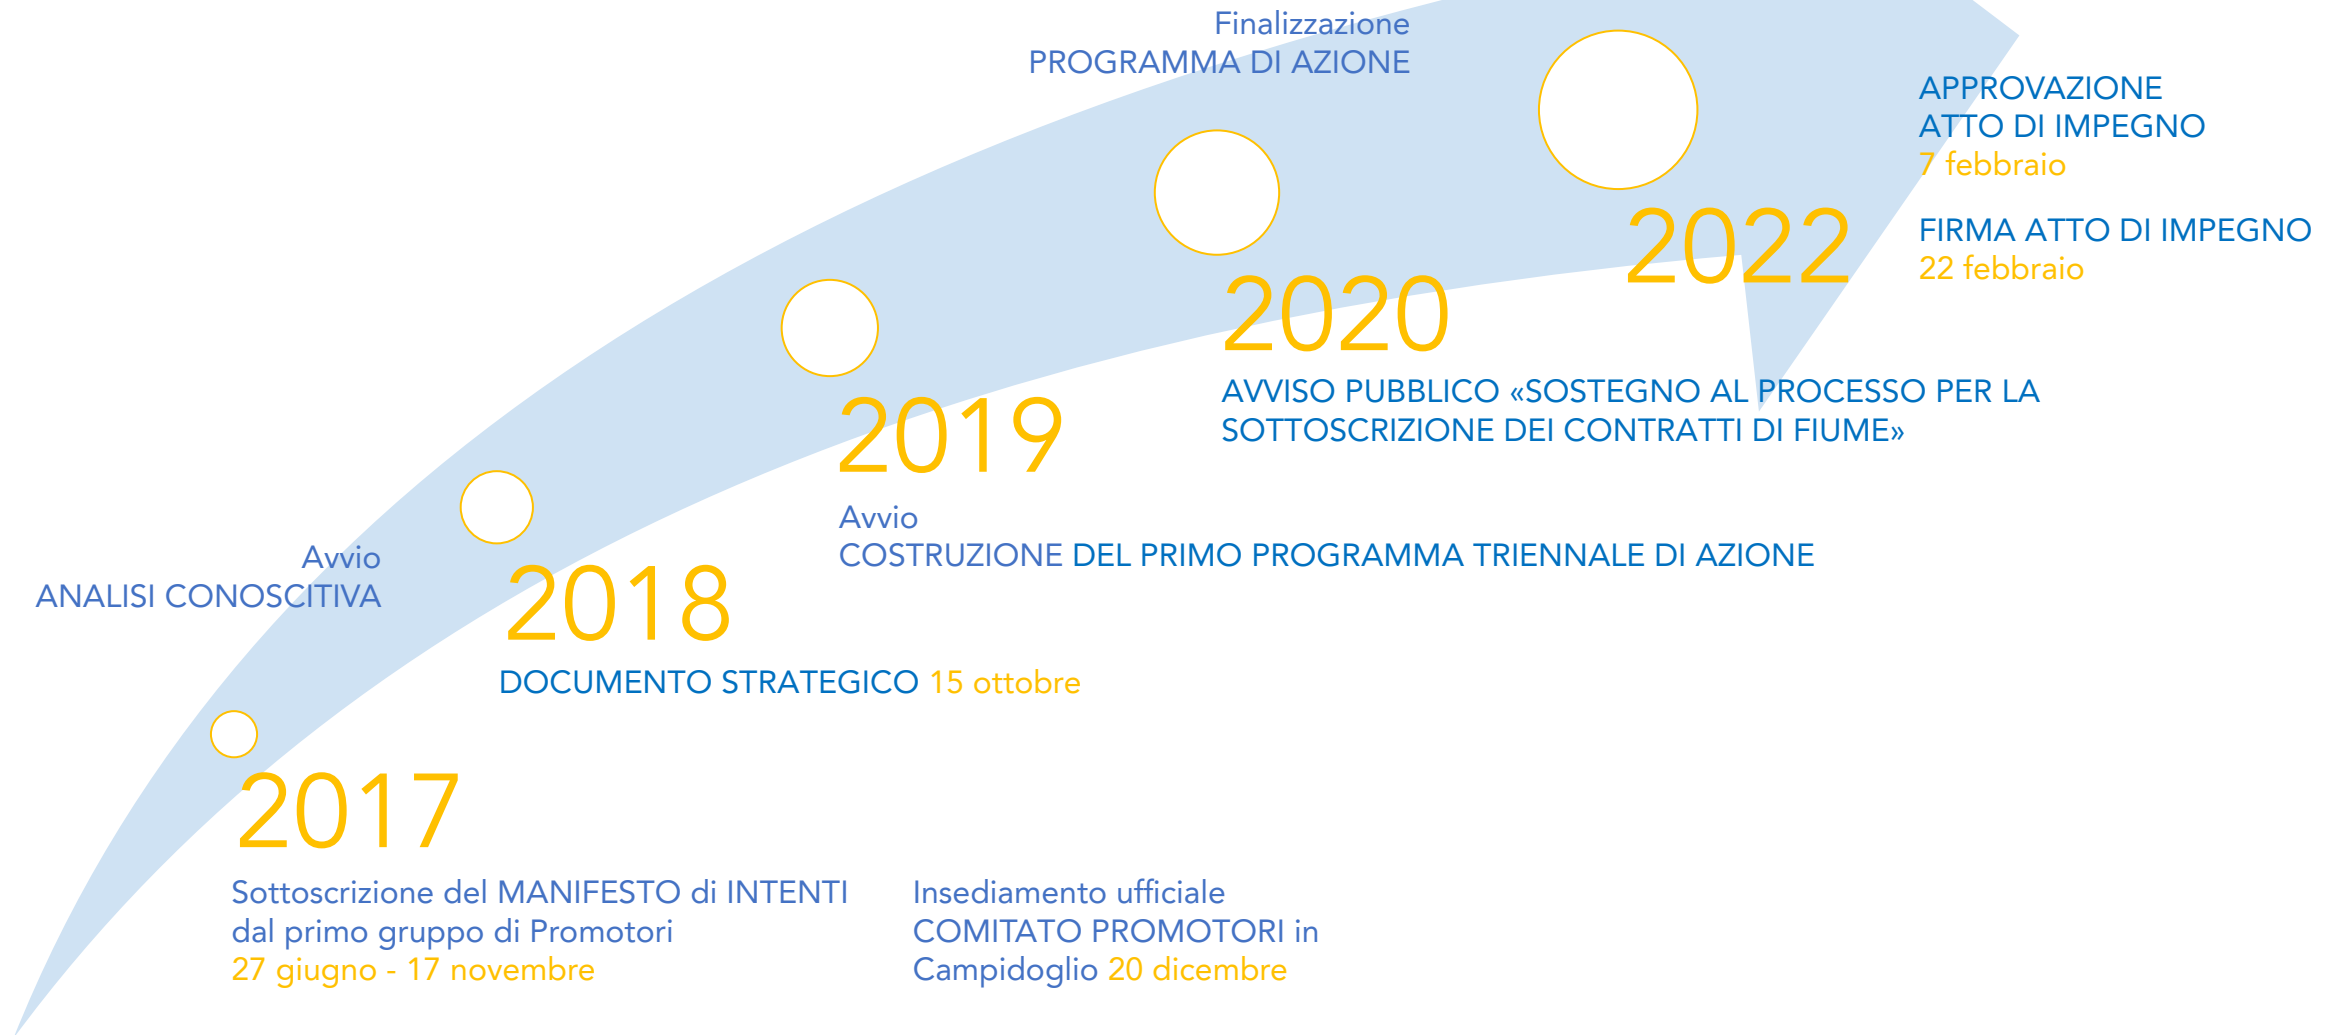 2017
Sottoscrizione del MANIFESTO di INTENTI
dal primo gruppo di Promotori
27 giugno - 17 novembre
Insediamento ufficiale
COMITATO PROMOTORI in
Campidoglio 20 dicembre
Avvio
ANALISI CONOSCITIVA
2018
DOCUMENTO STRATEGICO 15 ottobre
2019
Avvio
COSTRUZIONE DEL PRIMO PROGRAMMA TRIENNALE DI AZIONE
Finalizzazione
PROGRAMMA DI AZIONE
2020
AVVISO PUBBLICO «SOSTEGNO AL PROCESSO PER LA
SOTTOSCRIZIONE DEI CONTRATTI DI FIUME»
2022
APPROVAZIONE
ATTO DI IMPEGNO
7 febbraio
FIRMA ATTO DI IMPEGNO
22 febbraio